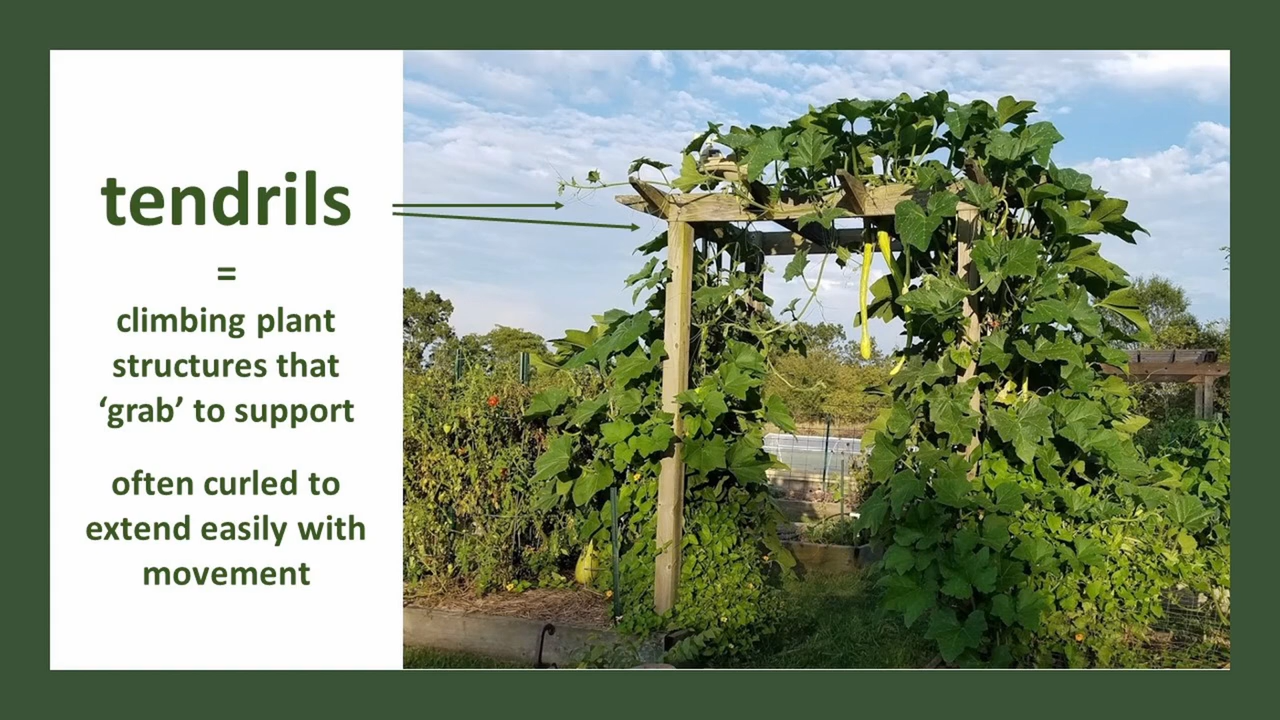 tendrils
=
climbing plant
structures that
‘grab’ to support
often curled to
extend easily with
movement